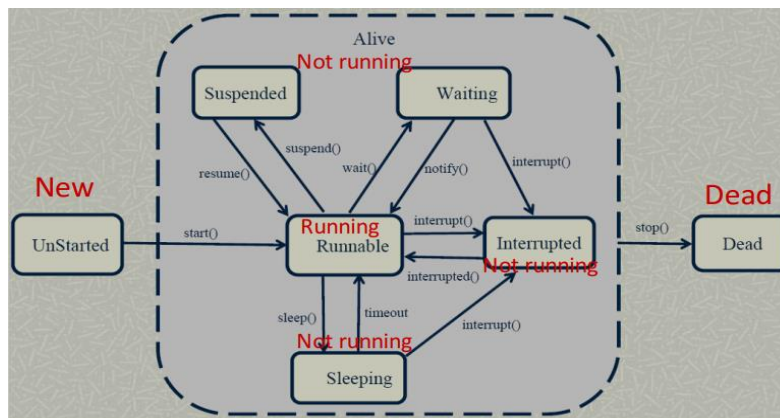 Alive
Not running
Suspended
Waiting
suspend()
resume()
wait()
notify()
interrupt()
New
Dead
UnStarted
start()
Running
Runnable
interrupt()
Interrupted
stop()
Dead
Not running
interrupted()
sleep()
timeout
interrupt()
Not running
Sleeping